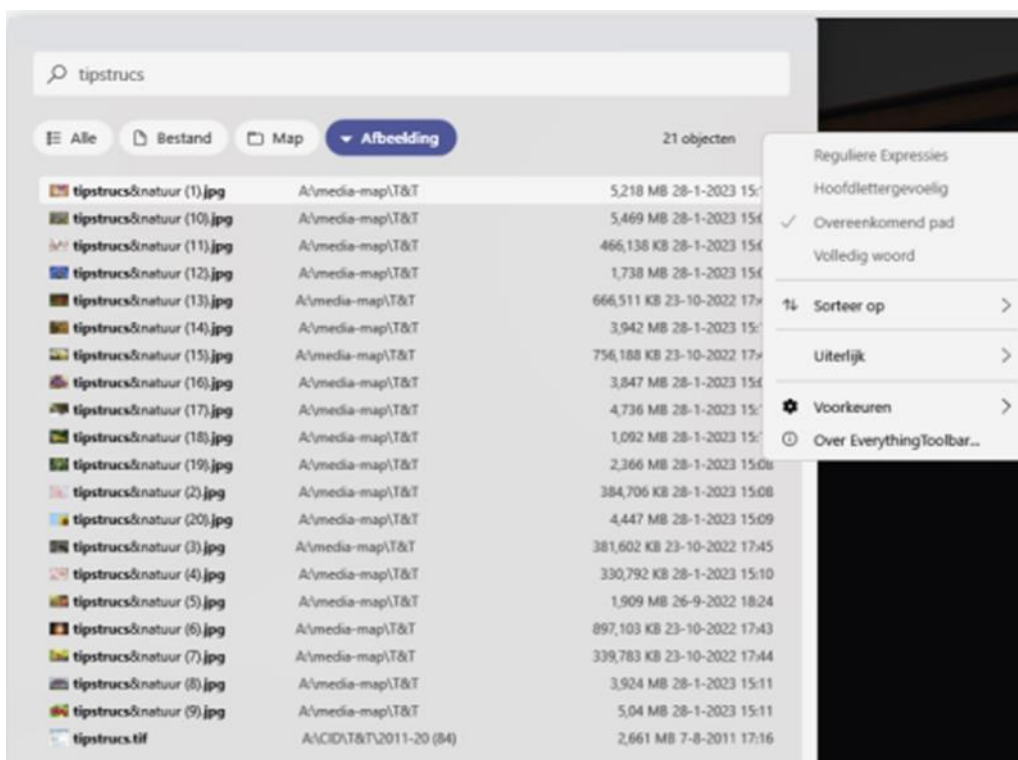 tipstrucs
Alle Bestand Map Afbeelding 21 objecten
tipstrucs&natuur (1).jpg A:\media-map\T&T 5,218 MB 28-1-2023
tipstrucs&natuur (10).jpg A:\media-map\T&T 5,469 MB 28-1-2023
tipstrucs&natuur (11).jpg A:\media-map\T&T 466,138 KB 28-1-2023
tipstrucs&natuur (12).jpg A:\media-map\T&T 1,738 MB 28-1-2023
tipstrucs&natuur (13).jpg A:\media-map\T&T 666,511 KB 23-10-2022
tipstrucs&natuur (14).jpg A:\media-map\T&T 3,942 MB 28-1-2023
tipstrucs&natuur (15).jpg A:\media-map\T&T 756,188 KB 23-10-2022
tipstrucs&natuur (16).jpg A:\media-map\T&T 3,847 MB 28-1-2023
tipstrucs&natuur (17).jpg A:\media-map\T&T 4,736 MB 28-1-2023
tipstrucs&natuur (18).jpg A:\media-map\T&T 1,092 MB 28-1-2023
tipstrucs&natuur (19).jpg A:\media-map\T&T 2,366 MB 28-1-2023 15:08
tipstrucs&natuur (2).jpg A:\media-map\T&T 384,706 KB 28-1-2023 15:08
tipstrucs&natuur (20).jpg A:\media-map\T&T 4,447 MB 28-1-2023 15:09
tipstrucs&natuur (3).jpg A:\media-map\T&T 381,602 KB 23-10-2022 17:45
tipstrucs&natuur (4).jpg A:\media-map\T&T 330,792 KB 28-1-2023 15:10
tipstrucs&natuur (5).jpg A:\media-map\T&T 1,909 MB 26-9-2022 18:24
tipstrucs&natuur (6).jpg A:\media-map\T&T 897,103 KB 23-10-2022 17:43
tipstrucs&natuur (7).jpg A:\media-map\T&T 339,783 KB 23-10-2022 17:44
tipstrucs&natuur (8).jpg A:\media-map\T&T 3,924 MB 28-1-2023 15:11
tipstrucs&natuur (9).jpg A:\media-map\T&T 5,04 MB 28-1-2023 15:11
tipstrucs.tif A:\CID\T&T\2011-20 (84) 2,661 MB 7-8-2011 17:16
Reguliere Expressies
Hoofdlettergevoelig
Overeenkomend pad
Volledig woord
Sorteer op
Uiterlijk
Voorkeuren
Over EverythingToolbar...